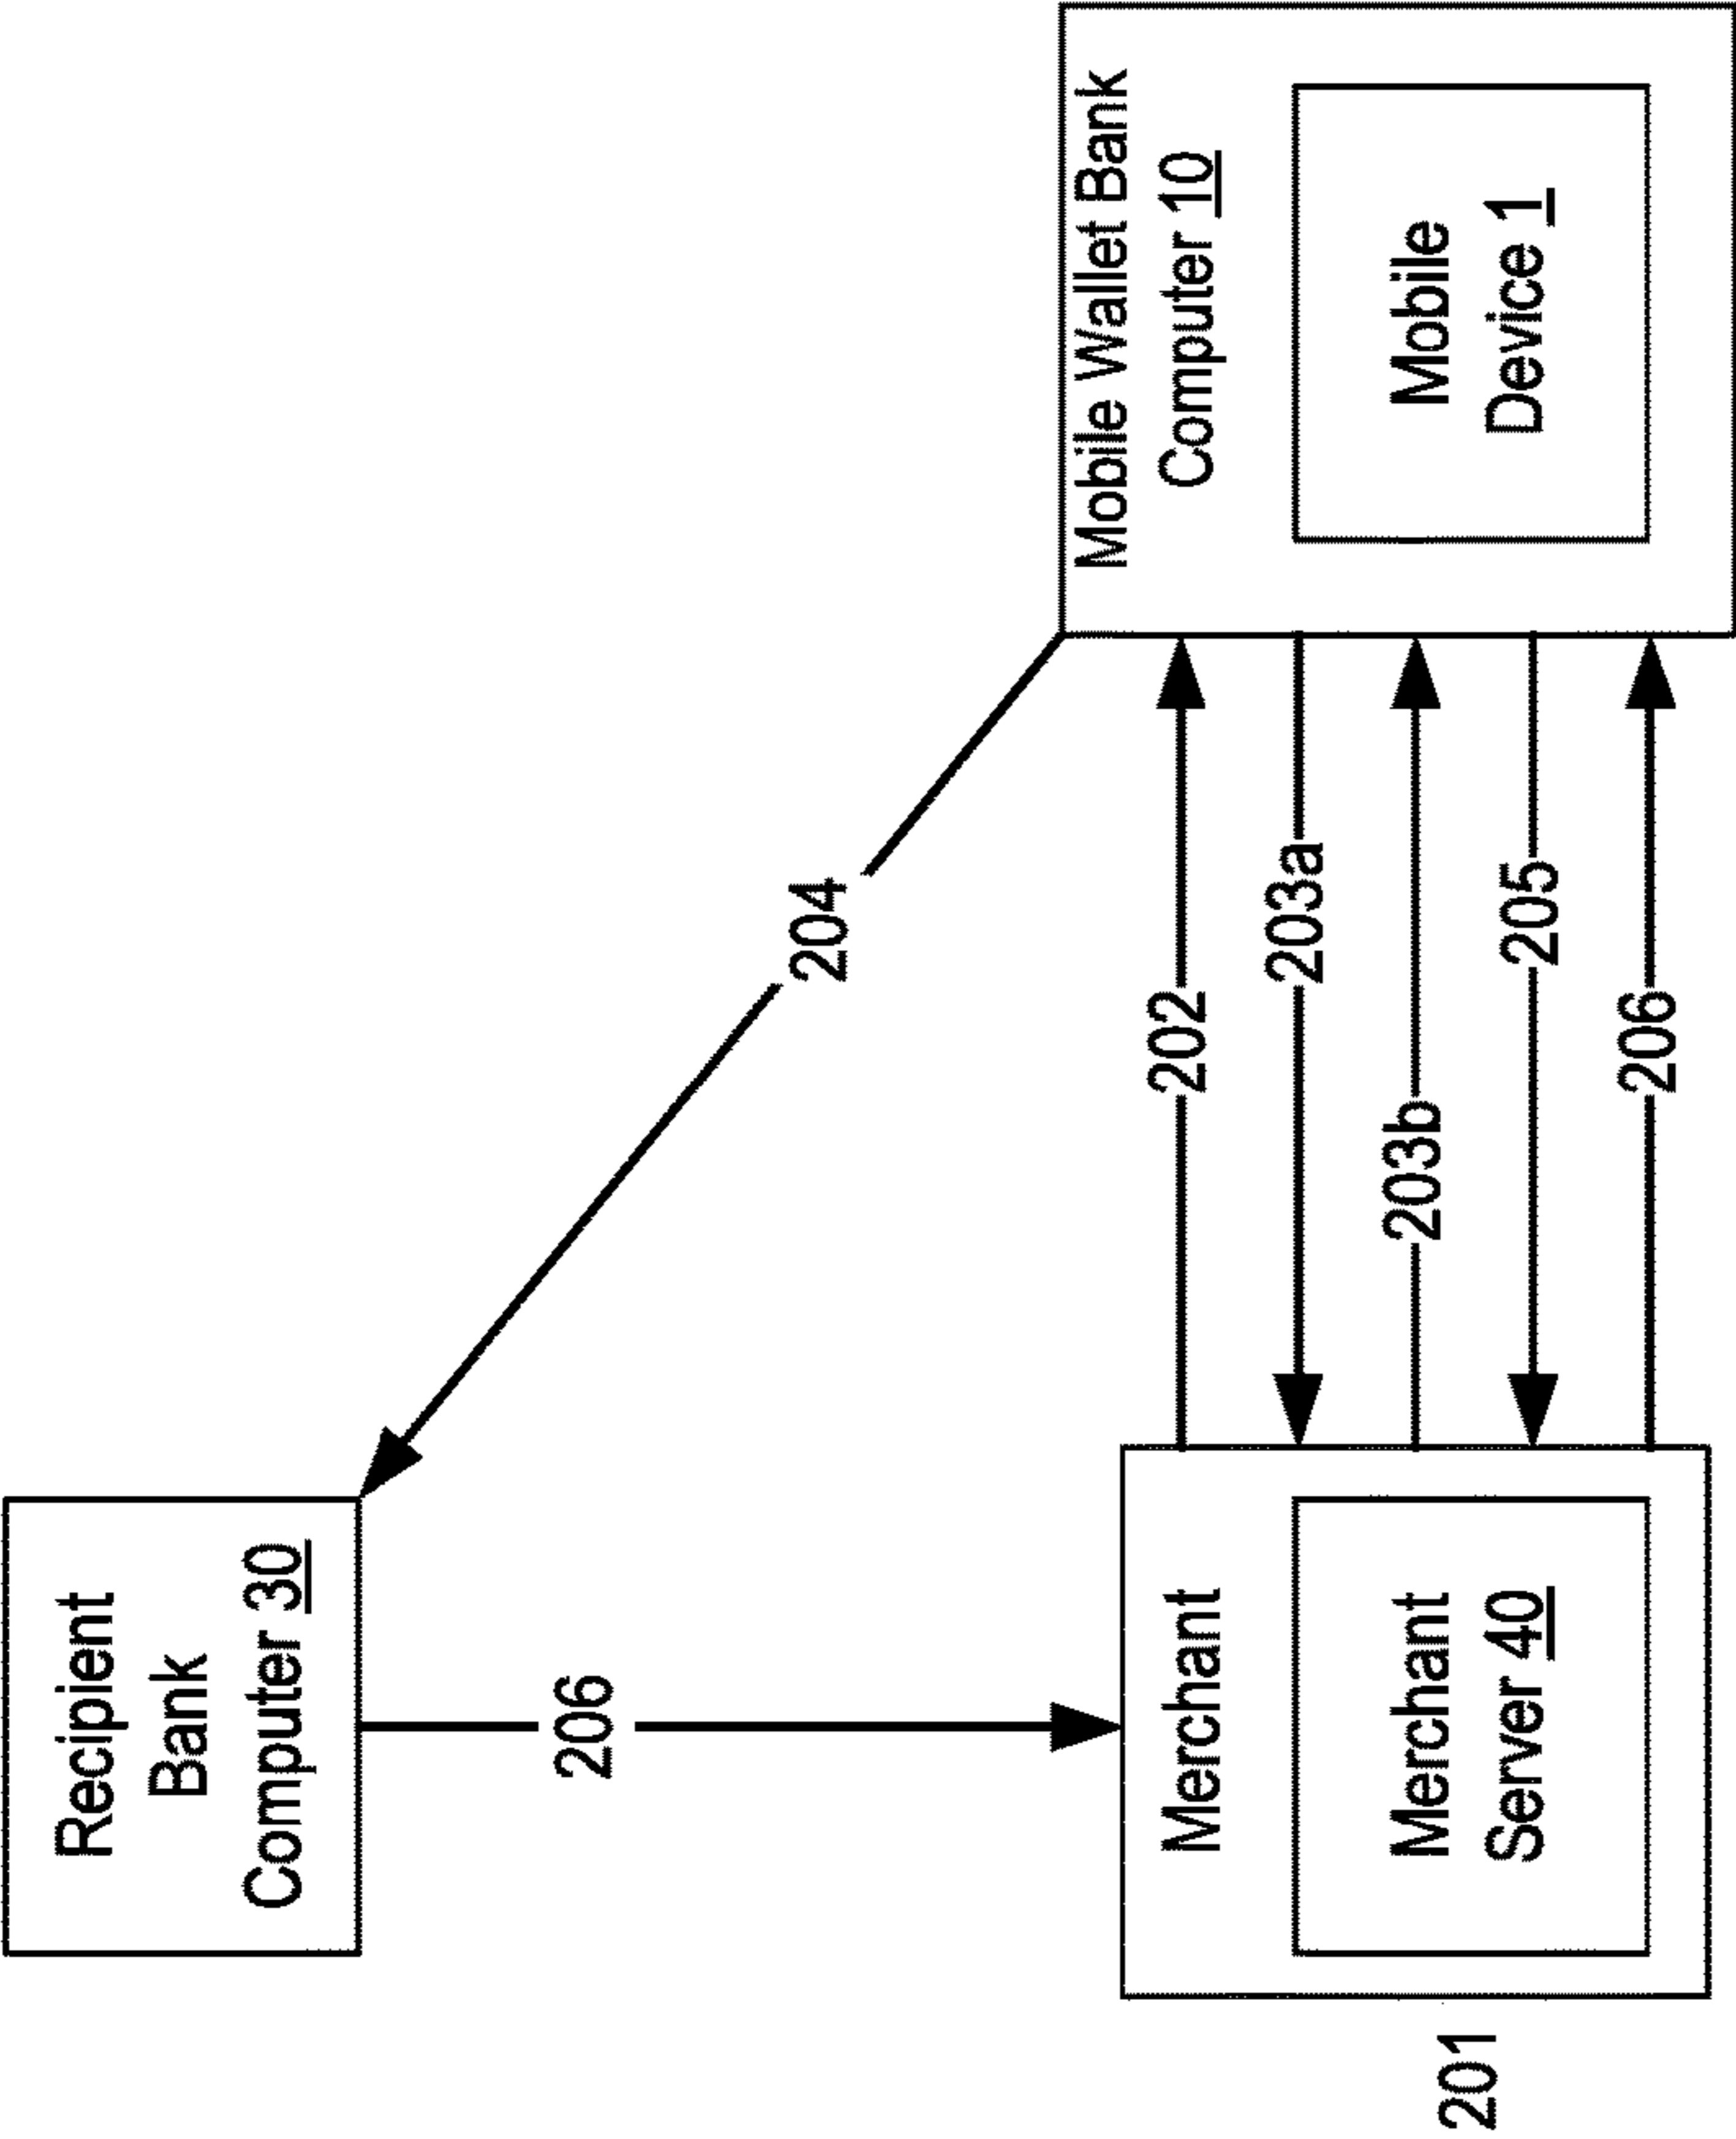 Recipient
Bank
Computer 30
204
206
Mobile Wallet Bank
Computer 10
Mobile
Device 1
Merchant
Merchant
Server 40
202
203a
203b
205
206
201